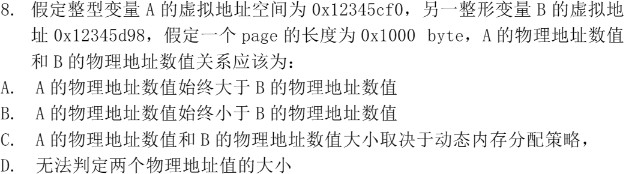 8. 假定整型变量 A 的虚拟地址空间为 0x12345cf0，另一整形变量 B 的虚拟地
址 0x12345d98，假定一个 page 的长度为 0x1000 byte，A 的物理地址数值
和 B 的物理地址数值关系应该为：
A. A 的物理地址数值始终大于 B 的物理地址数值
B. A 的物理地址数值始终小于 B 的物理地址数值
C. A 的物理地址数值和 B 的物理地址数值大小取决于动态内存分配策略，
D. 无法判定两个物理地址值的大小